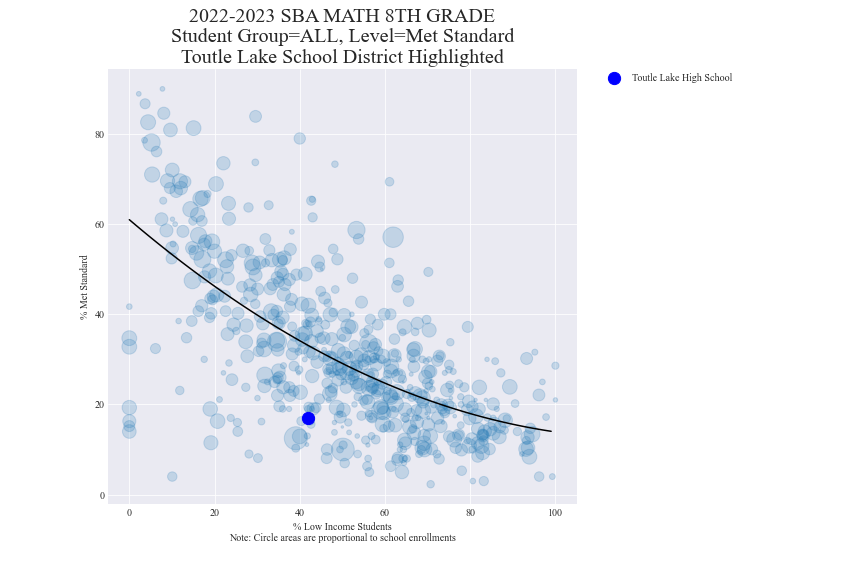 2022-2023 SBA MATH 8TH GRADE
Student Group=ALL, Level=Met Standard
Toutle Lake School District Highlighted
Toutle Lake High School
% Met Standard
80
60
40
20
0
0 20 40 60 80 100
% Low Income Students
Note: Circle areas are proportional to school enrollments